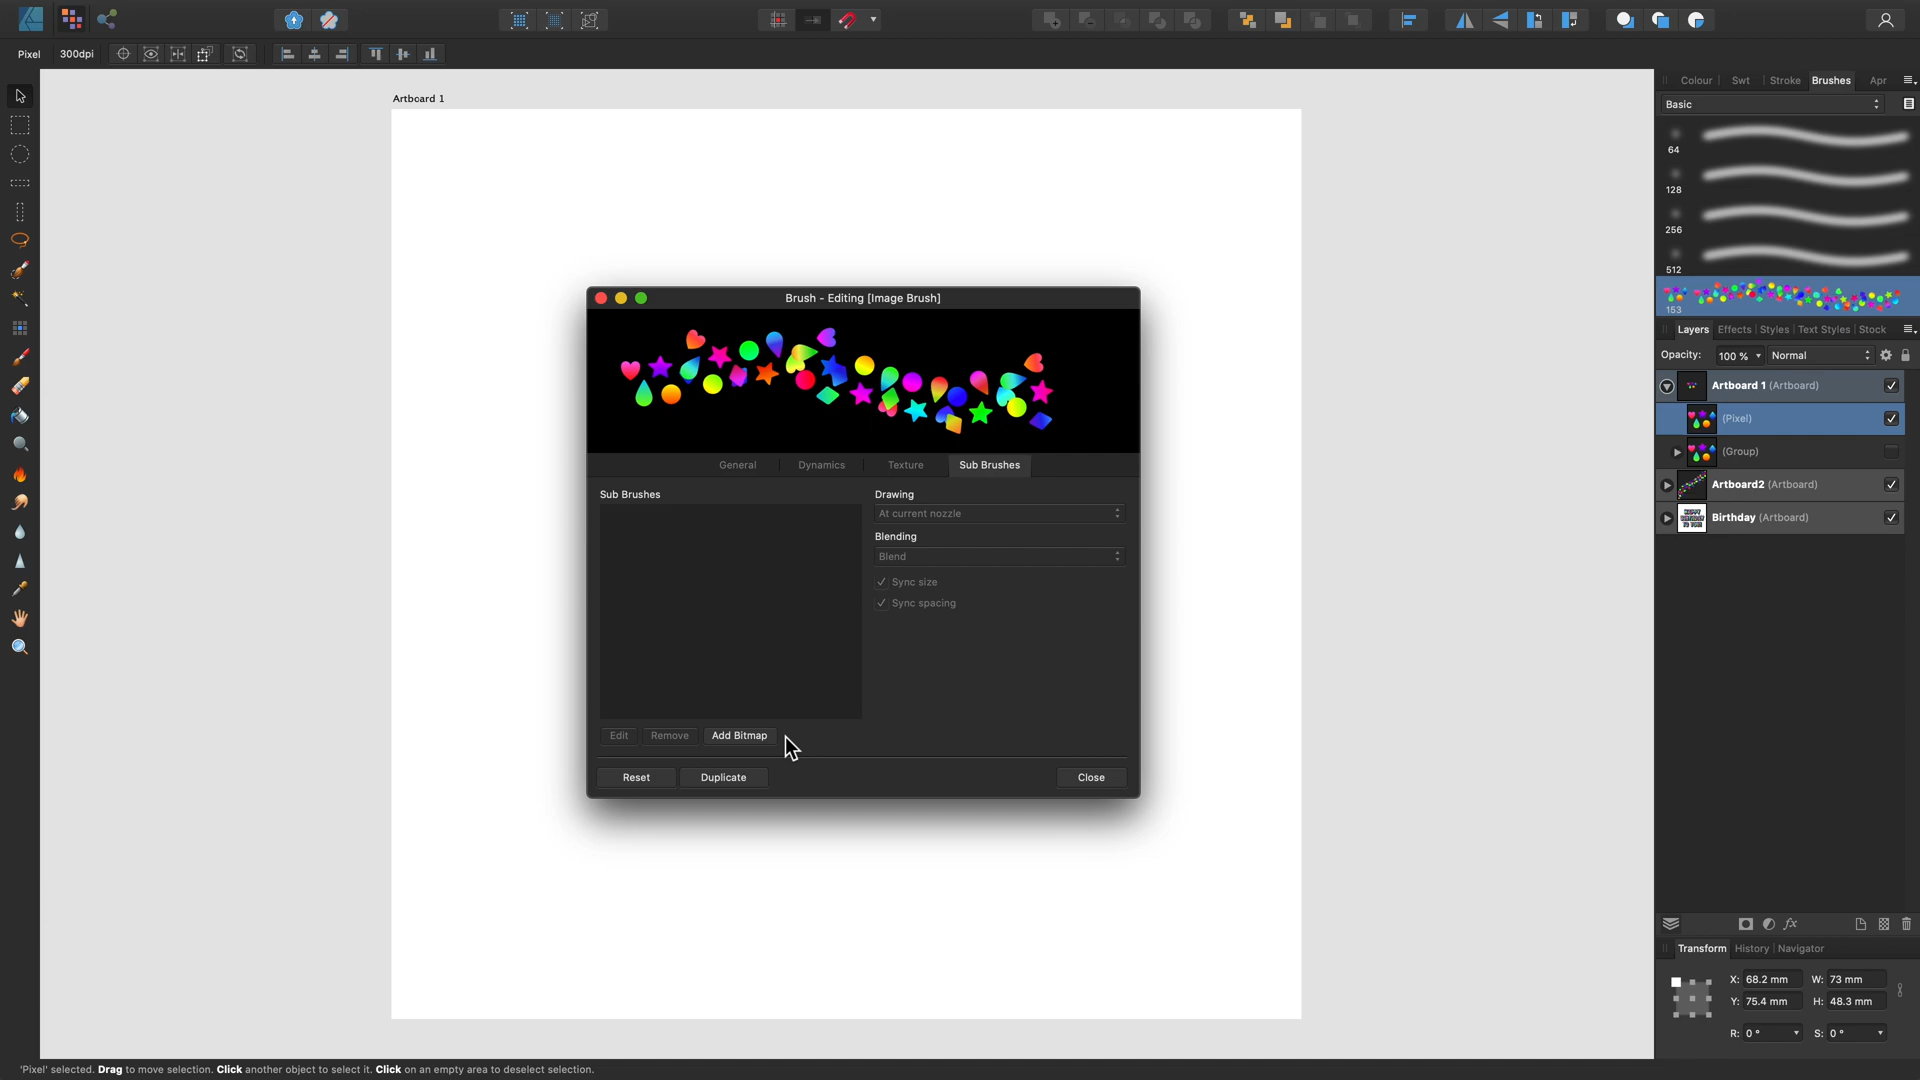 Pixel 300dpi
Artboard 1
Colour Swt Stroke Brushes Apr
Basic
64
128
256
512
153
Brush - Editing [Image Brush]
General Dynamics Texture Sub Brushes
Sub Brushes
Drawing
At current nozzle
Blending
Blend
Sync size
Sync spacing
Edit Remove Add Bitmap
Reset Duplicate Close
Layers Effects Styles Text Styles Stock
Opacity: 100 % Normal
Artboard 1 (Artboard)
(Pixel)
(Group)
Artboard2 (Artboard)
Birthday (Artboard)
Transform History Navigator
X: 68.2 mm W: 73 mm
Y: 75.4 mm H: 48.3 mm
R: 0 ° S: 0 °
'Pixel' selected. Drag to move selection. Click another object to select it. Click on an empty area to deselect selection.